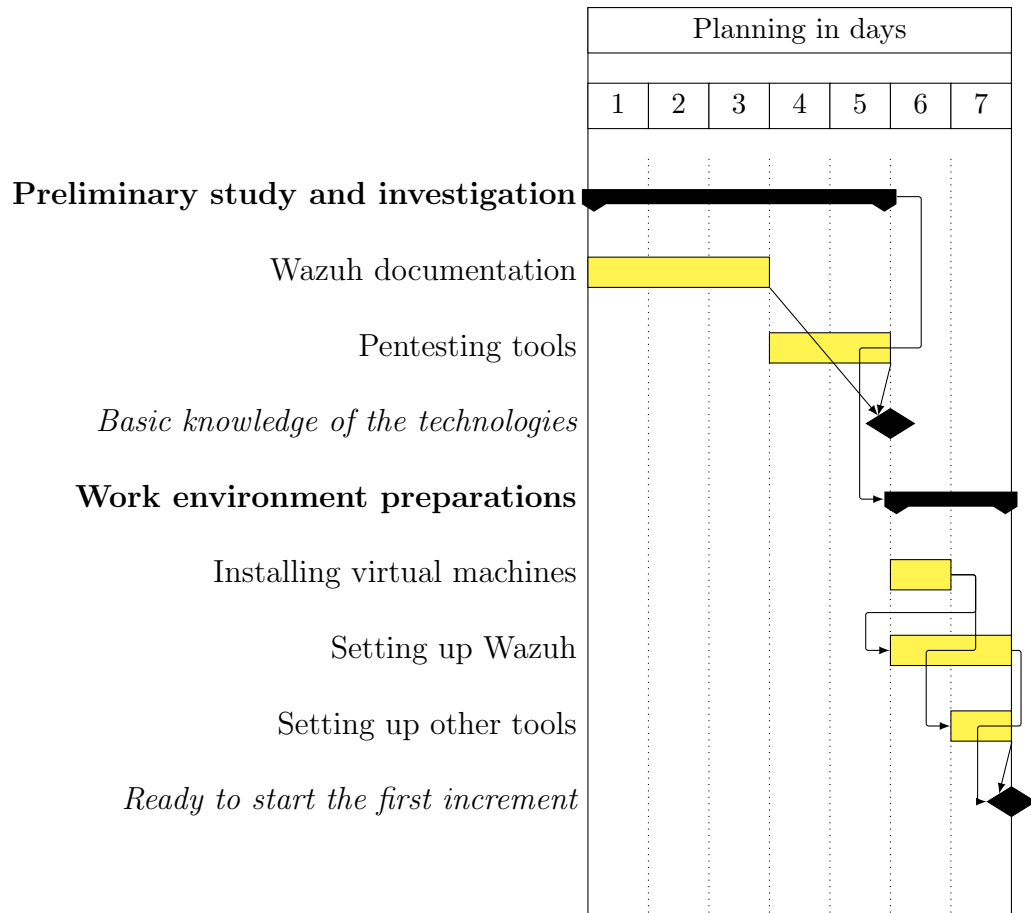 Planning in days
1 2 3 4 5 6 7
Preliminary study and investigation
Wazuh documentation
Pentesting tools
Basic knowledge of the technologies
Work environment preparations
Installing virtual machines
Setting up Wazuh
Setting up other tools
Ready to start the first increment